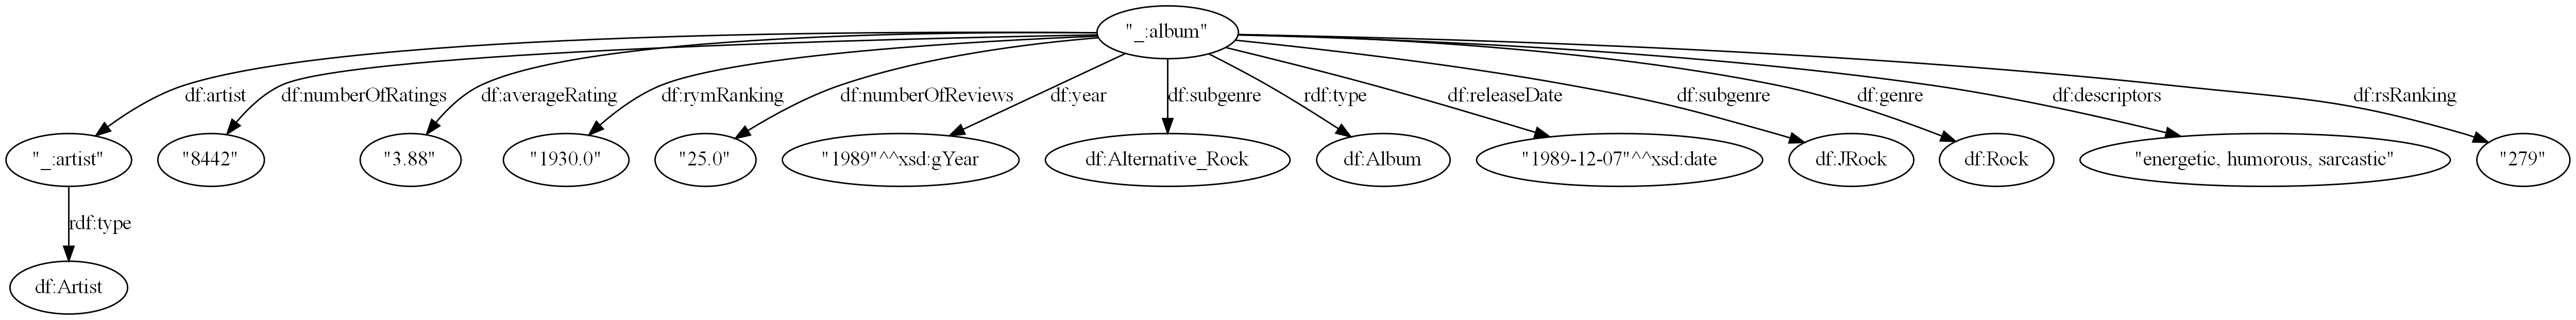 "_:album"
df:artist
df:numberOfRatings
df:averageRating
df:rymRanking
df:numberOfReviews
df:year
df:subgenre
rdf:type
df:releaseDate
df:subgenre
df:genre
df:descriptors
df:rsRanking
"_:artist"
"8442"
"3.88"
"1930.0"
"25.0"
"1989"^^xsd:gYear
df:Alternative_Rock
df:Album
"1989-12-07"^^xsd:date
df:JRock
df:Rock
"energetic, humorous, sarcastic"
"279"
rdf:type
df:Artist